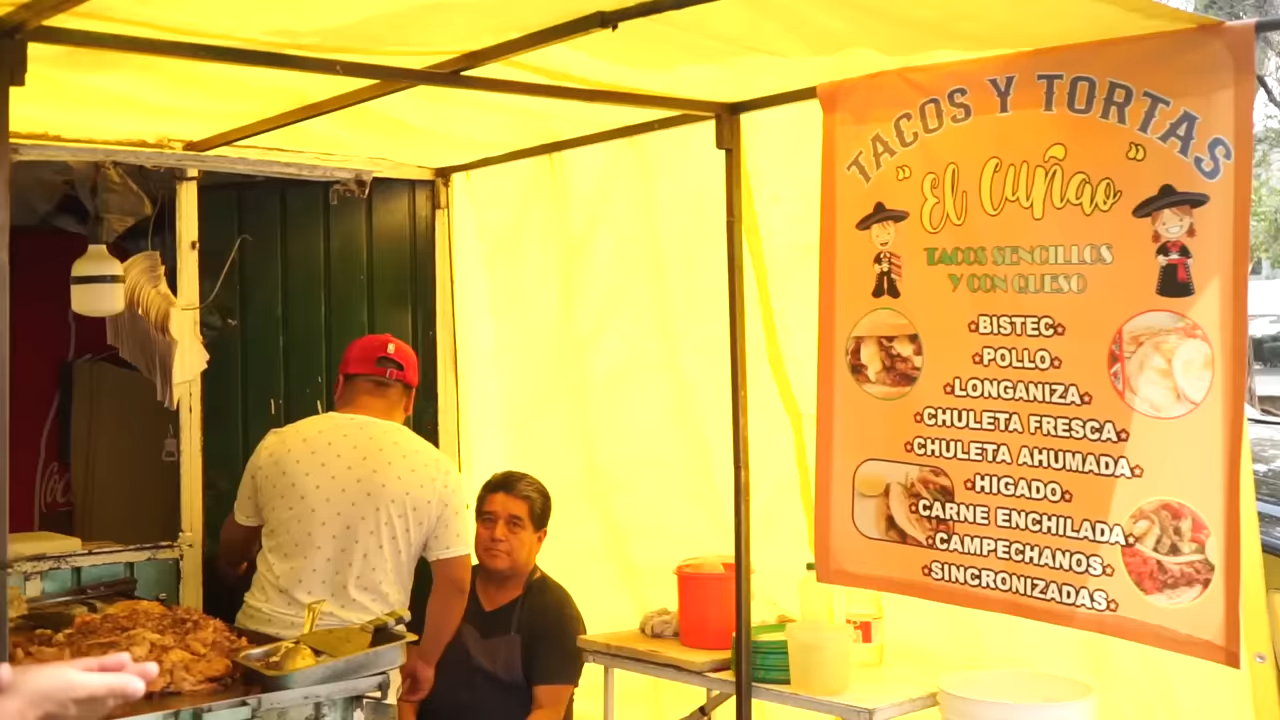 TACOS Y TORTAS
"El Cuñao"
TACOS SENCILLOS
Y CON QUESO
BISTEC
POLLO
LONGANIZA
CHULETA FRESCA
CHULETA AHUMADA
HIGADO
CARNE ENCHILADA
CAMPECHANOS
SINCRONIZADAS
Coc